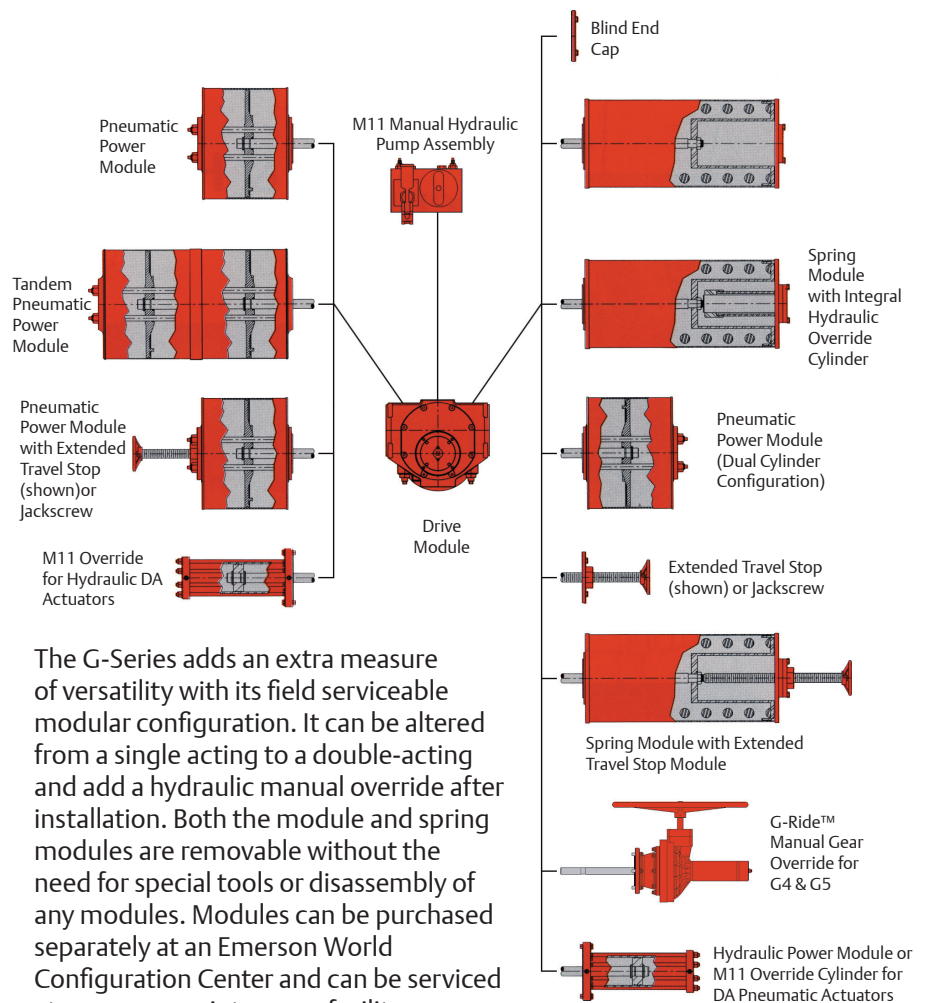 Blind End
Cap
Pneumatic
Power
Module
M11 Manual Hydraulic
Pump Assembly
Tandem
Pneumatic
Power
Module
Spring
Module
with Integral
Hydraulic
Override
Cylinder
Pneumatic
Power Module
with Extended
Travel Stop
(shown)or
Jackscrew
Pneumatic
Power Module
(Dual Cylinder
Configuration)
Drive
Module
M11 Override
for Hydraulic DA
Actuators
Extended Travel Stop
(shown) or Jackscrew
Spring Module with Extended
Travel Stop Module
G-Ride™
Manual Gear
Override for
G4 & G5
Hydraulic Power Module or
M11 Override Cylinder for
DA Pneumatic Actuators
The G-Series adds an extra measure
of versatility with its field serviceable
modular configuration. It can be altered
from a single acting to a double-acting
and add a hydraulic manual override after
installation. Both the module and spring
modules are removable without the
need for special tools or disassembly of
any modules. Modules can be purchased
separately at an Emerson World
Configuration Center and can be serviced